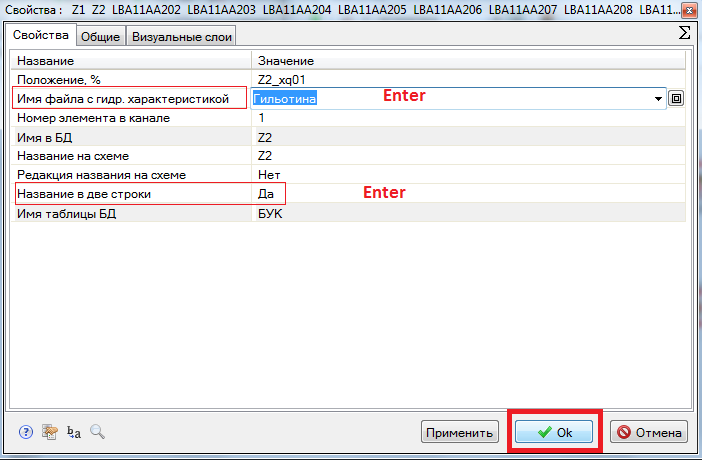 Свойства : Z1 Z2 LBA11AA202 LBA11AA203 LBA11AA204 LBA11AA205 LBA11AA206 LBA11AA207 LBA11AA208 LBA11...
Свойства Общие Визуальные слои Σ
Название Значение
Положение, % Z2_xq01
Имя файла с гидр. характеристикой Гильотина Enter
Номер элемента в канале 1
Имя в БД Z2
Название на схеме Z2
Редакция названия на схеме Нет
Название в две строки Да Enter
Имя таблицы БД БУК
? ba Применить Ok Отмена